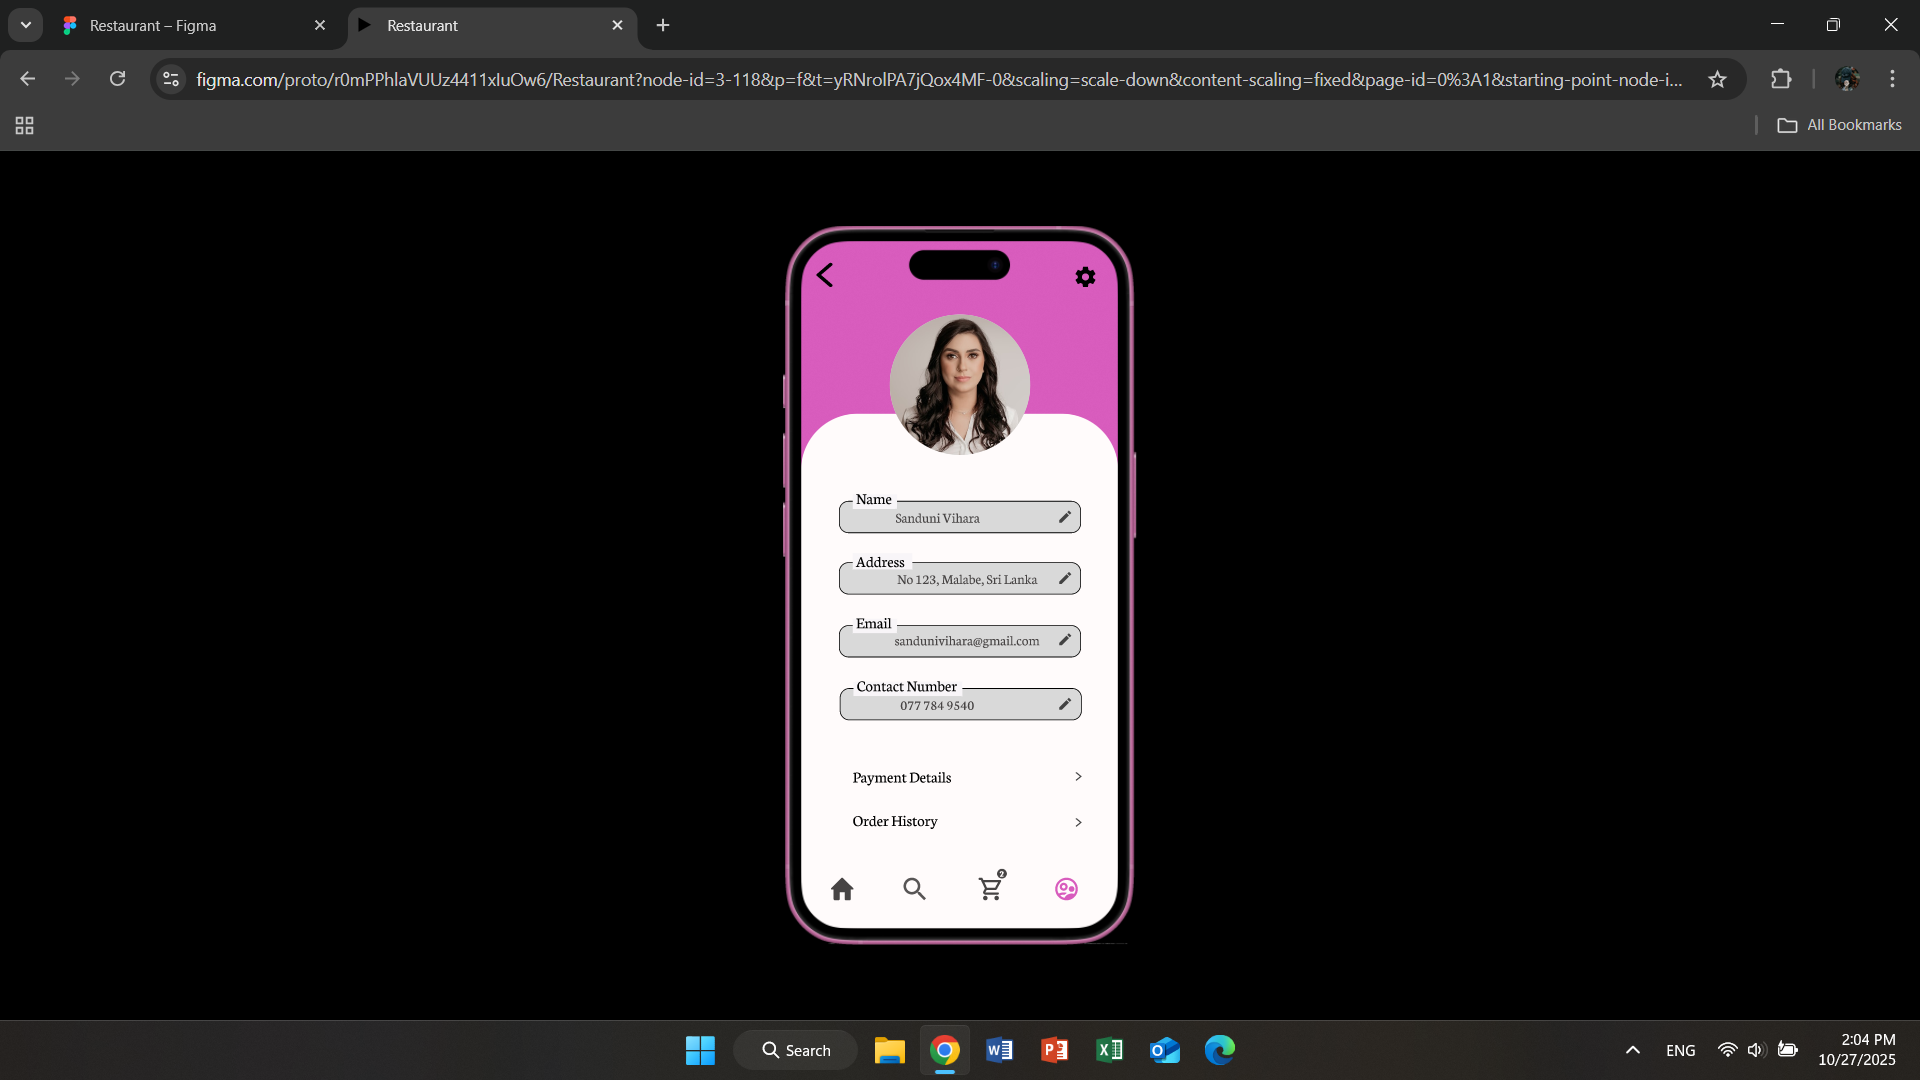 Restaurant – Figma
Restaurant
figma.com/proto/r0mPPhlaVUUz4411xIuOw6/Restaurant?node-id=3-118&p=f&t=yRNrolPA7jQox4MF-0&scaling=scale-down&content-scaling=fixed&page-id=0%3A1&starting-point-node-i...
All Bookmarks
Name
Sanduni Vihara
Address
No 123, Malabe, Sri Lanka
Email
sandunivihara@gmail.com
Contact Number
077 784 9540
Payment Details
Order History
2
Search
ENG
2:04 PM
10/27/2025